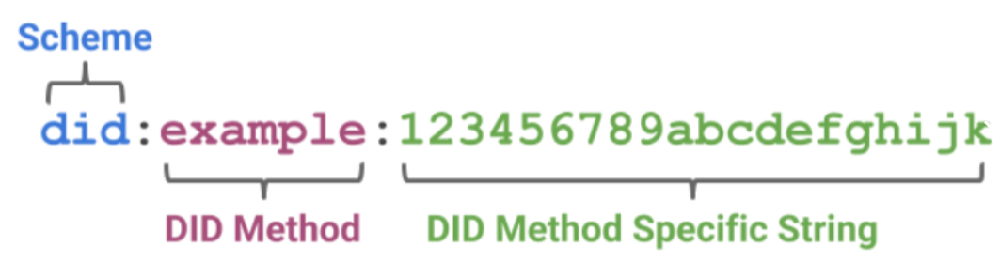 Scheme
did:example:123456789abcdefghijk
DID Method DID Method Specific String